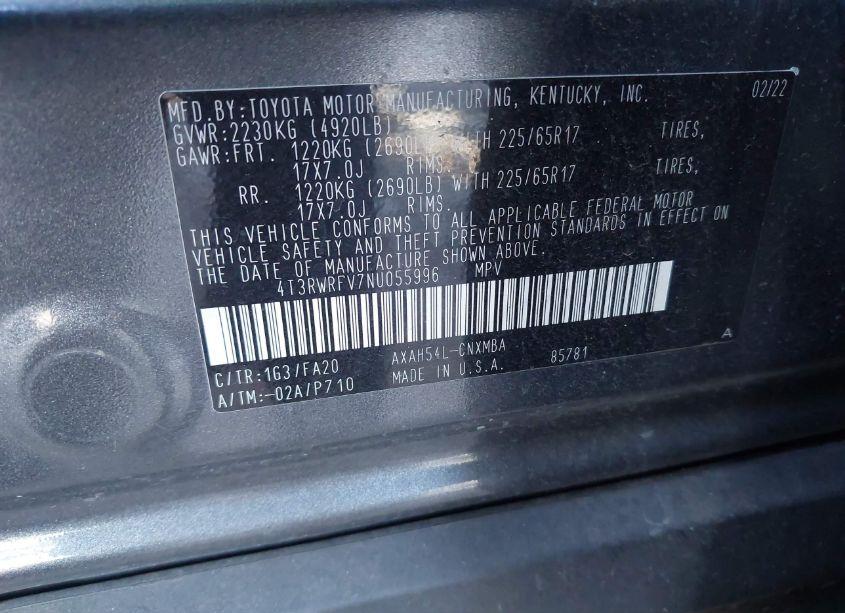 MFD.BY:TOYOTA MOTOR MANUFACTURING, KENTUCKY, INC. 02/22
GVWR:2230KG (4920LB)
GAWR:FRT. 1220KG (2690LB) WITH 225/65R17 TIRES,
17X7.0J RIMS.
RR. 1220KG (2690LB) WITH 225/65R17 TIRES,
17X7.0J RIMS.
THIS VEHICLE CONFORMS TO ALL APPLICABLE FEDERAL MOTOR
VEHICLE SAFETY AND THEFT PREVENTION STANDARDS IN EFFECT ON
THE DATE OF MANUFACTURE SHOWN ABOVE.
4T3RWRFV7NU055996 MPV
C/TR:1G3/FA20 AXAH54L-CNXMBA 85781 A
A/TM:-02A/P710 MADE IN U.S.A.